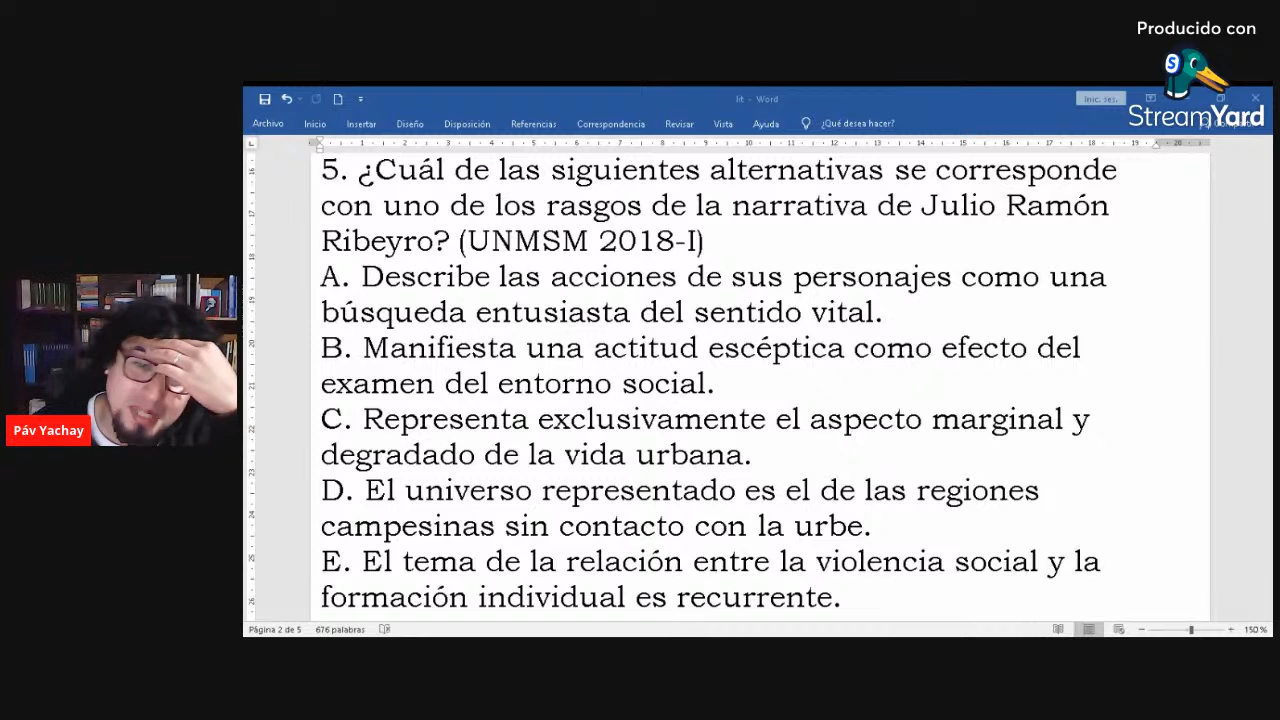 Producido con
StreamYard
lit - Word
Inic. ses.
Archivo Inicio Insertar Diseño Disposición Referencias Correspondencia Revisar Vista Ayuda ¿Qué desea hacer?
5. ¿Cuál de las siguientes alternativas se corresponde
con uno de los rasgos de la narrativa de Julio Ramón
Ribeyro? (UNMSM 2018-I)
A. Describe las acciones de sus personajes como una
búsqueda entusiasta del sentido vital.
B. Manifiesta una actitud escéptica como efecto del
examen del entorno social.
C. Representa exclusivamente el aspecto marginal y
degradado de la vida urbana.
D. El universo representado es el de las regiones
campesinas sin contacto con la urbe.
E. El tema de la relación entre la violencia social y la
formación individual es recurrente.
Páv Yachay
Página 2 de 5 676 palabras
150 %